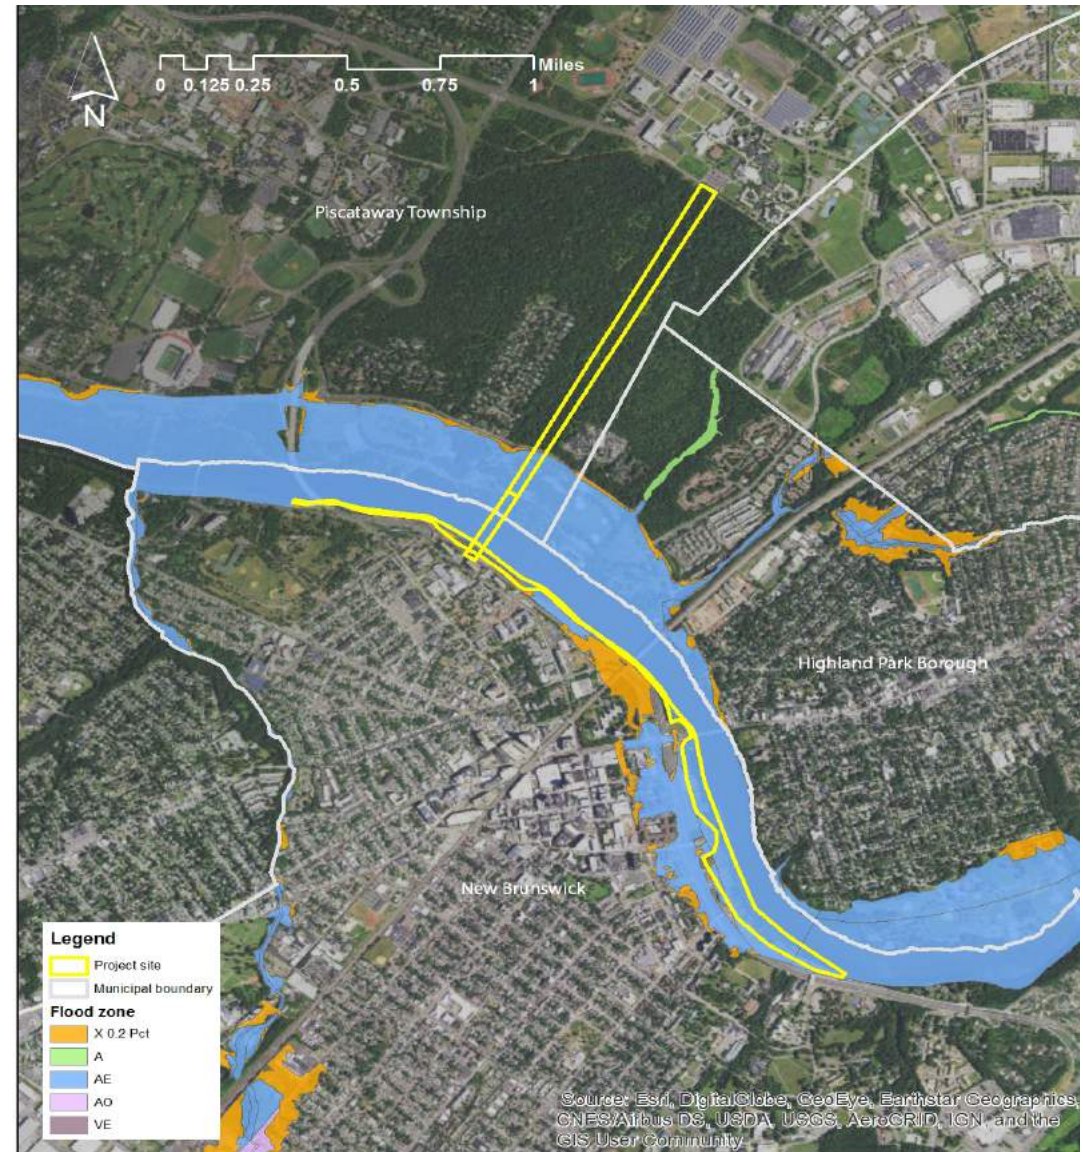 Miles
0 0.125 0.25 0.5 0.75 1
N
Piscataway Township
Highland Park Borough
New Brunswick
Legend
Project site
Municipal boundary
Flood zone
X 0.2 Pct
A
AE
AO
VE
Source: Esri, DigitalGlobe, GeoEye, Earthstar Geographics,
CNES/Airbus DS, USDA, USGS, AeroGRID, IGN, and the
GIS User Community